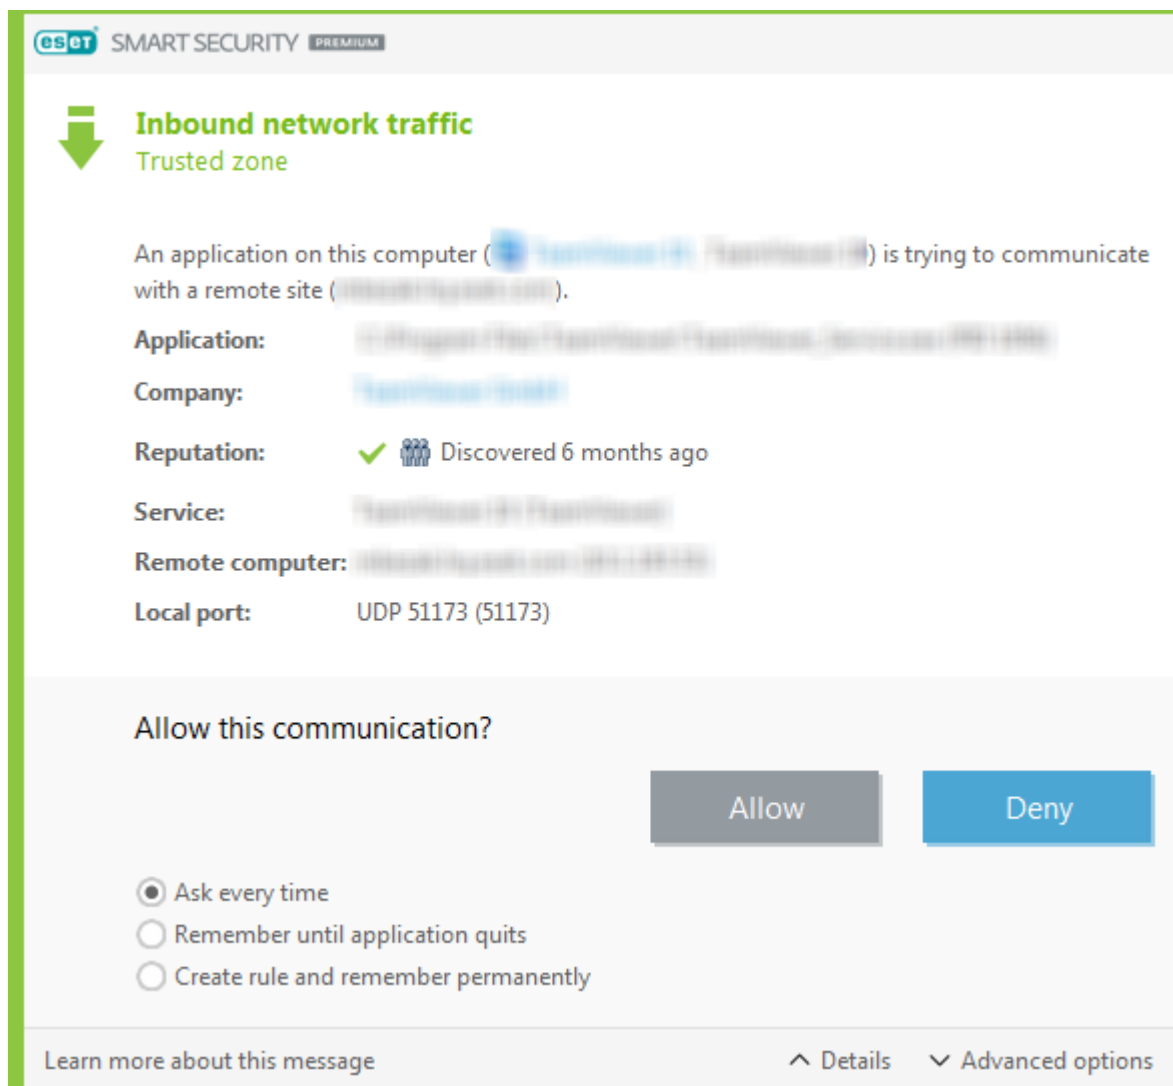 eset SMART SECURITY PREMIUM
Inbound network traffic
Trusted zone
An application on this computer ( , ) is trying to communicate
with a remote site ( ).
Application:
Company:
Reputation: Discovered 6 months ago
Service:
Remote computer:
Local port: UDP 51173 (51173)
Allow this communication?
Allow Deny
Ask every time
Remember until application quits
Create rule and remember permanently
Learn more about this message Details Advanced options